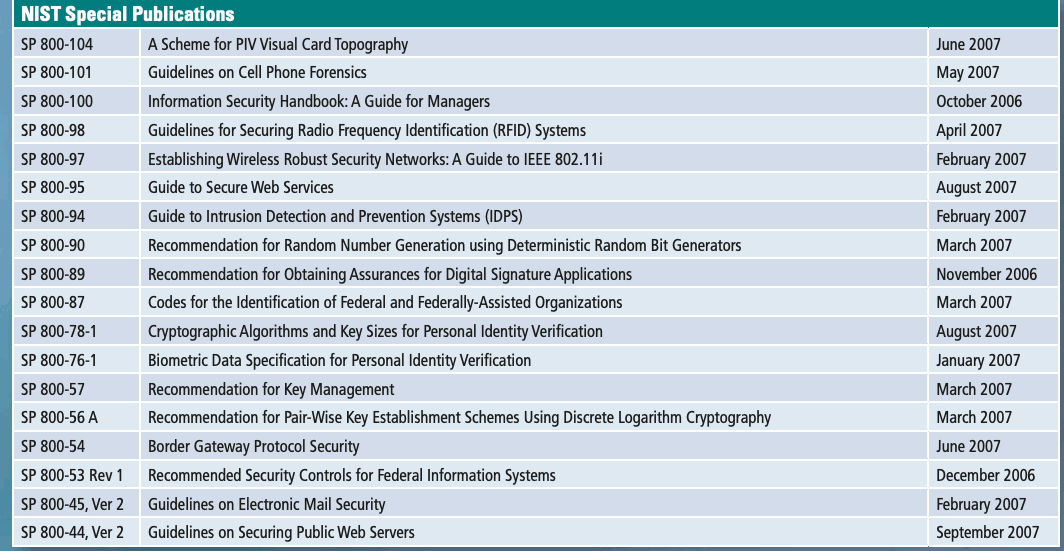 NIST Special Publications
SP 800-104 A Scheme for PIV Visual Card Topography June 2007
SP 800-101 Guidelines on Cell Phone Forensics May 2007
SP 800-100 Information Security Handbook: A Guide for Managers October 2006
SP 800-98 Guidelines for Securing Radio Frequency Identification (RFID) Systems April 2007
SP 800-97 Establishing Wireless Robust Security Networks: A Guide to IEEE 802.11i February 2007
SP 800-95 Guide to Secure Web Services August 2007
SP 800-94 Guide to Intrusion Detection and Prevention Systems (IDPS) February 2007
SP 800-90 Recommendation for Random Number Generation using Deterministic Random Bit Generators March 2007
SP 800-89 Recommendation for Obtaining Assurances for Digital Signature Applications November 2006
SP 800-87 Codes for the Identification of Federal and Federally-Assisted Organizations March 2007
SP 800-78-1 Cryptographic Algorithms and Key Sizes for Personal Identity Verification August 2007
SP 800-76-1 Biometric Data Specification for Personal Identity Verification January 2007
SP 800-57 Recommendation for Key Management March 2007
SP 800-56 A Recommendation for Pair-Wise Key Establishment Schemes Using Discrete Logarithm Cryptography March 2007
SP 800-54 Border Gateway Protocol Security June 2007
SP 800-53 Rev 1 Recommended Security Controls for Federal Information Systems December 2006
SP 800-45, Ver 2 Guidelines on Electronic Mail Security February 2007
SP 800-44, Ver 2 Guidelines on Securing Public Web Servers September 2007